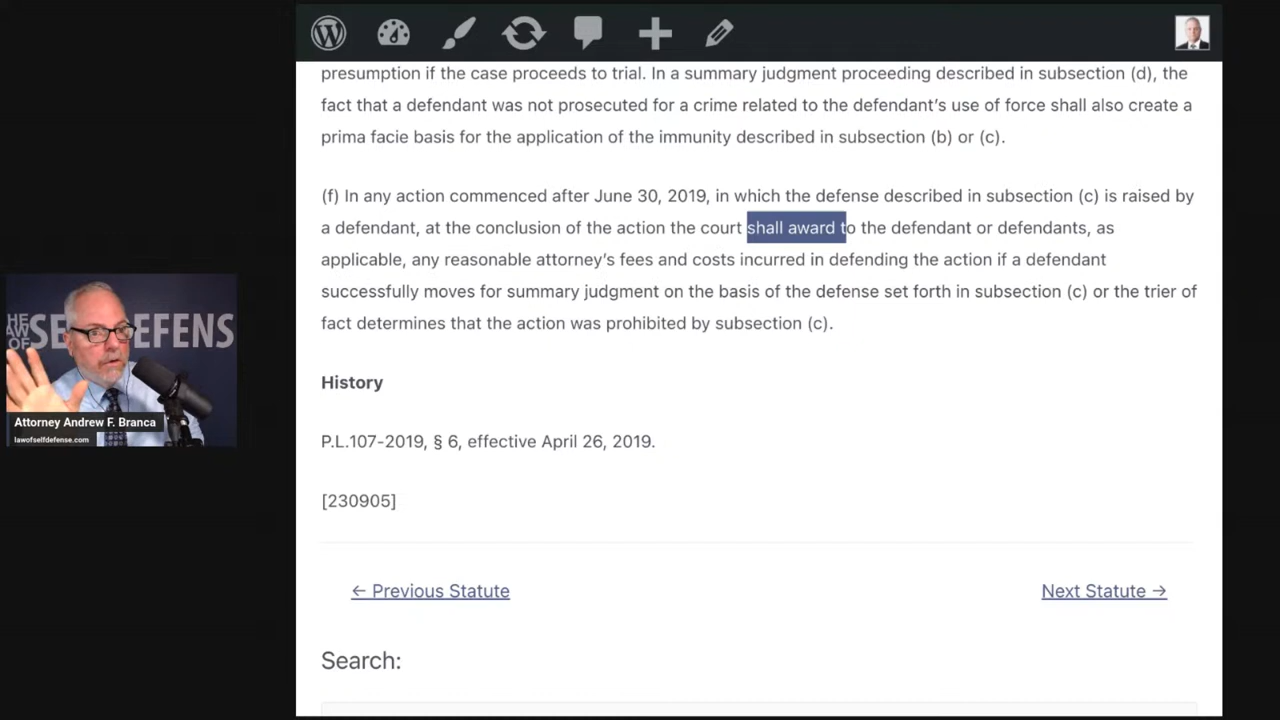 presumption if the case proceeds to trial. In a summary judgment proceeding described in subsection (d), the
fact that a defendant was not prosecuted for a crime related to the defendant’s use of force shall also create a
prima facie basis for the application of the immunity described in subsection (b) or (c).
(f) In any action commenced after June 30, 2019, in which the defense described in subsection (c) is raised by
a defendant, at the conclusion of the action the court shall award to the defendant or defendants, as
applicable, any reasonable attorney’s fees and costs incurred in defending the action if a defendant
successfully moves for summary judgment on the basis of the defense set forth in subsection (c) or the trier of
fact determines that the action was prohibited by subsection (c).
History
P.L.107-2019, § 6, effective April 26, 2019.
[230905]
← Previous Statute
Next Statute →
Search:
Attorney Andrew F. Branca
lawofselfdefense.com